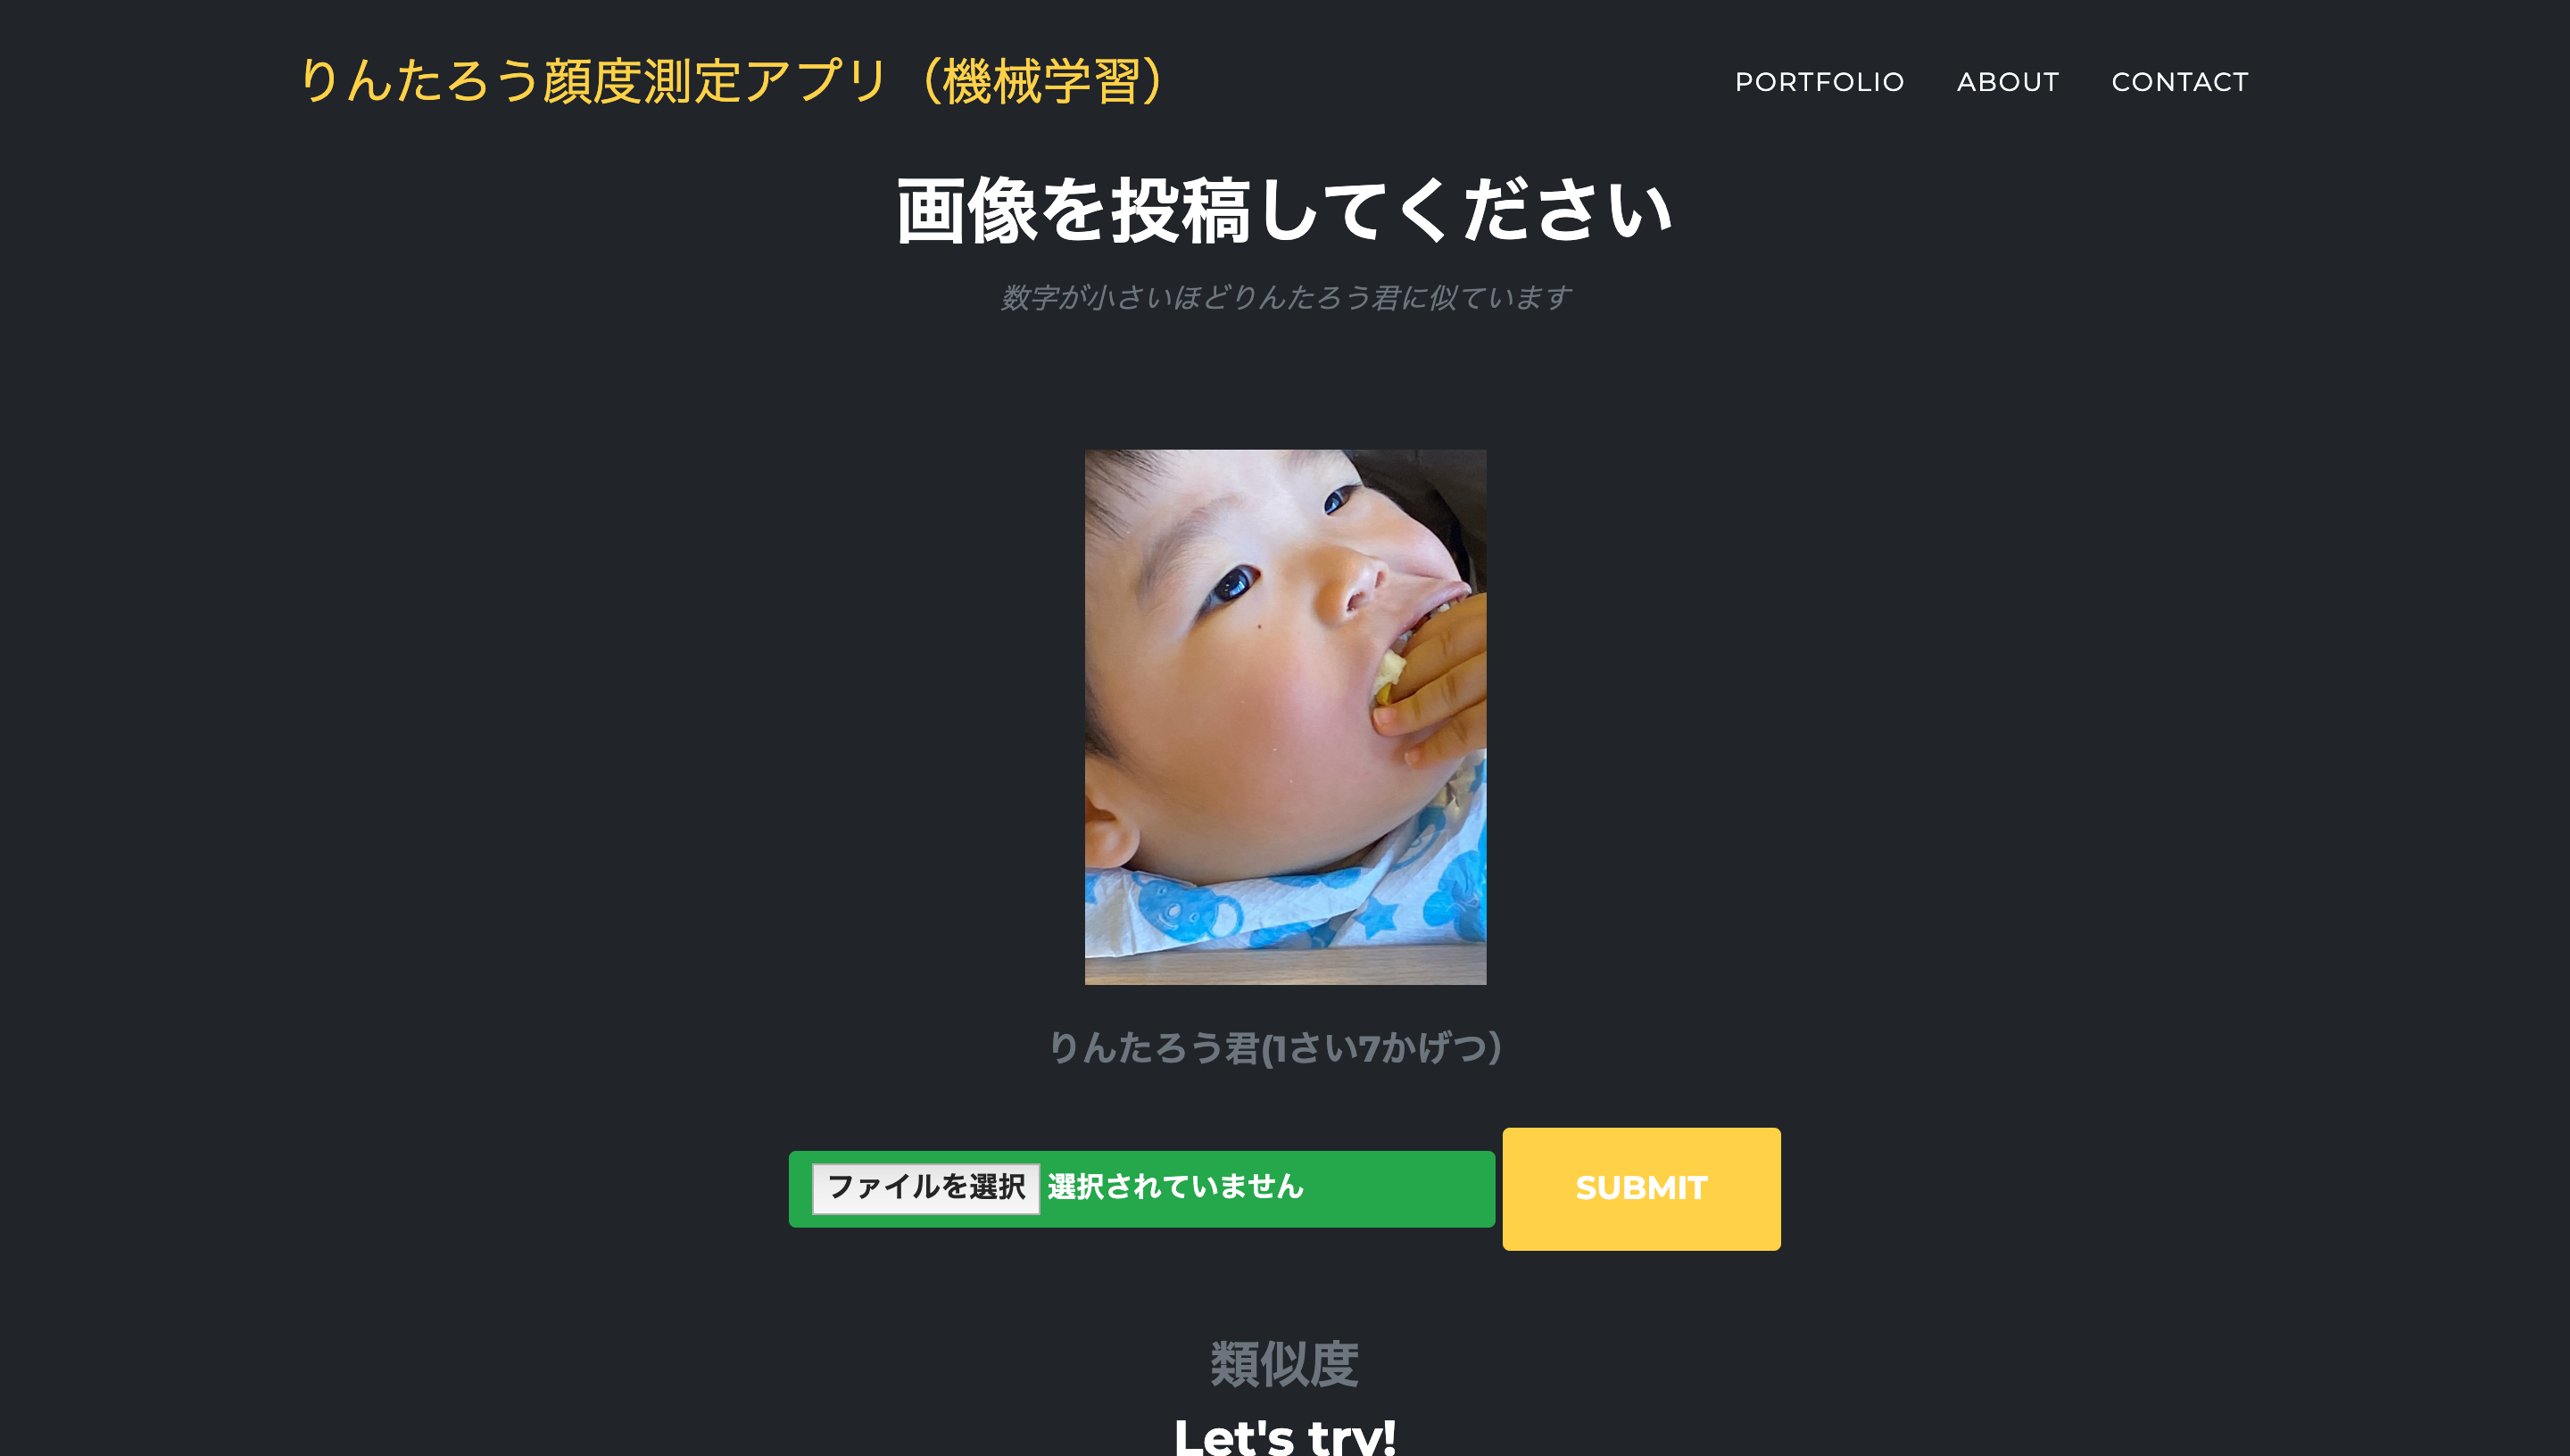 りんたろう顔度測定アプリ（機械学習）
PORTFOLIO
ABOUT
CONTACT
画像を投稿してください
数字が小さいほどりんたろう君に似ています
りんたろう君(1さい7かげつ）
ファイルを選択 選択されていません
SUBMIT
類似度
Let's try!